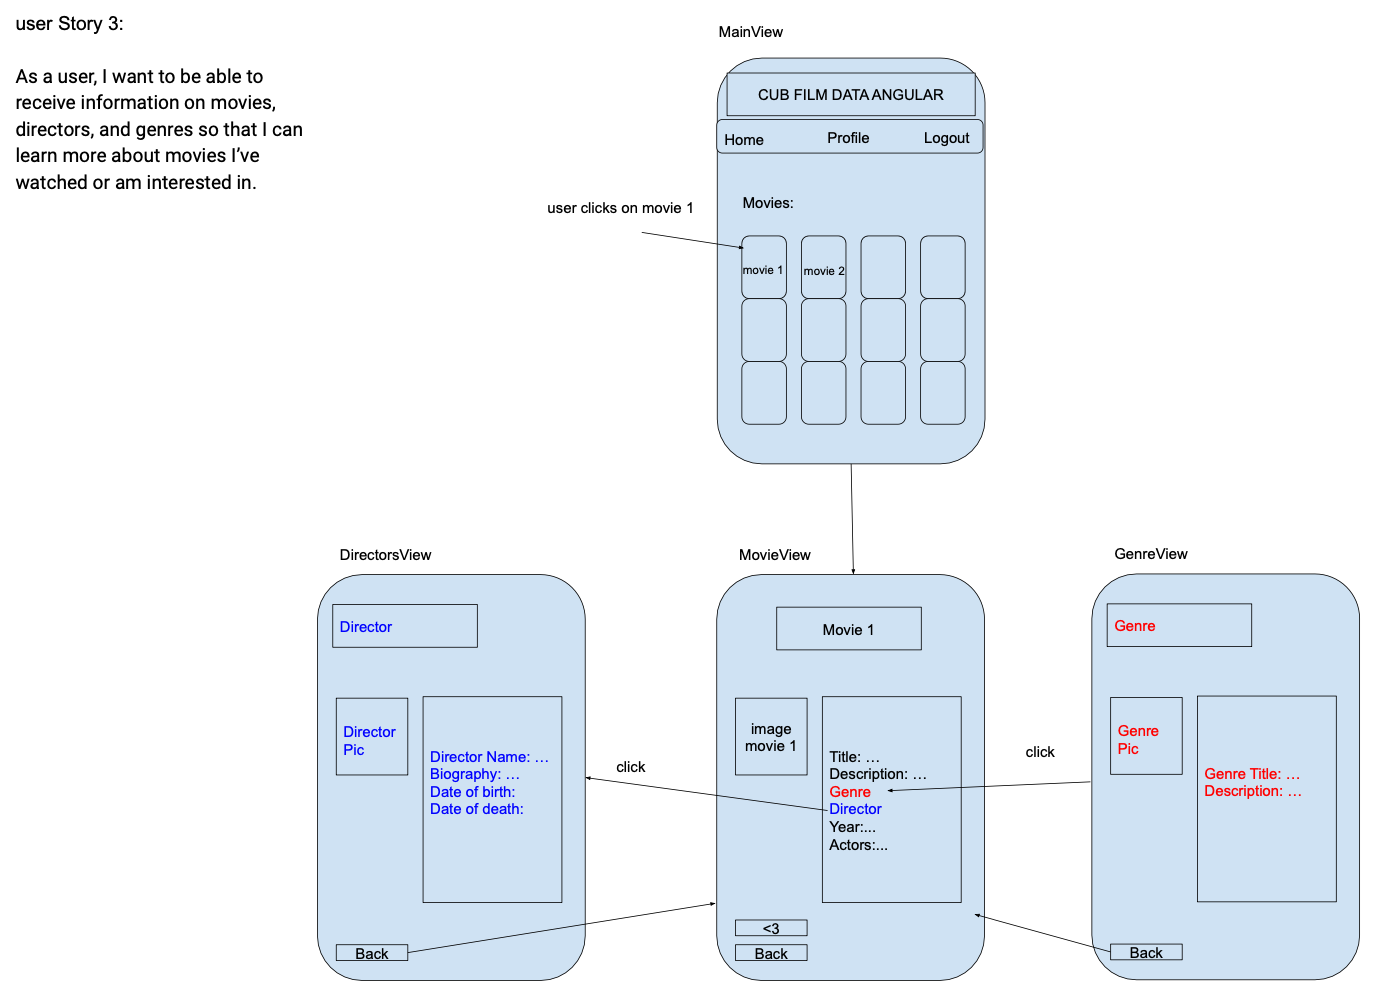 user Story 3:
As a user, I want to be able to
receive information on movies,
directors, and genres so that I can
learn more about movies I've
watched or am interested in.
MainView
CUB FILM DATA ANGULAR
Home
Profile
Logout
user clicks on movie 1
Movies:
movie 1
movie 2
DirectorsView
Director
Director
Pic
Director Name: ...
Biography: ...
Date of birth:
Date of death:
Back
click
MovieView
Movie 1
image
movie 1
Title: ...
Description: ...
Genre
Director
Year:...
Actors:...
<3
Back
click
GenreView
Genre
Genre
Pic
Genre Title: ...
Description: ...
Back